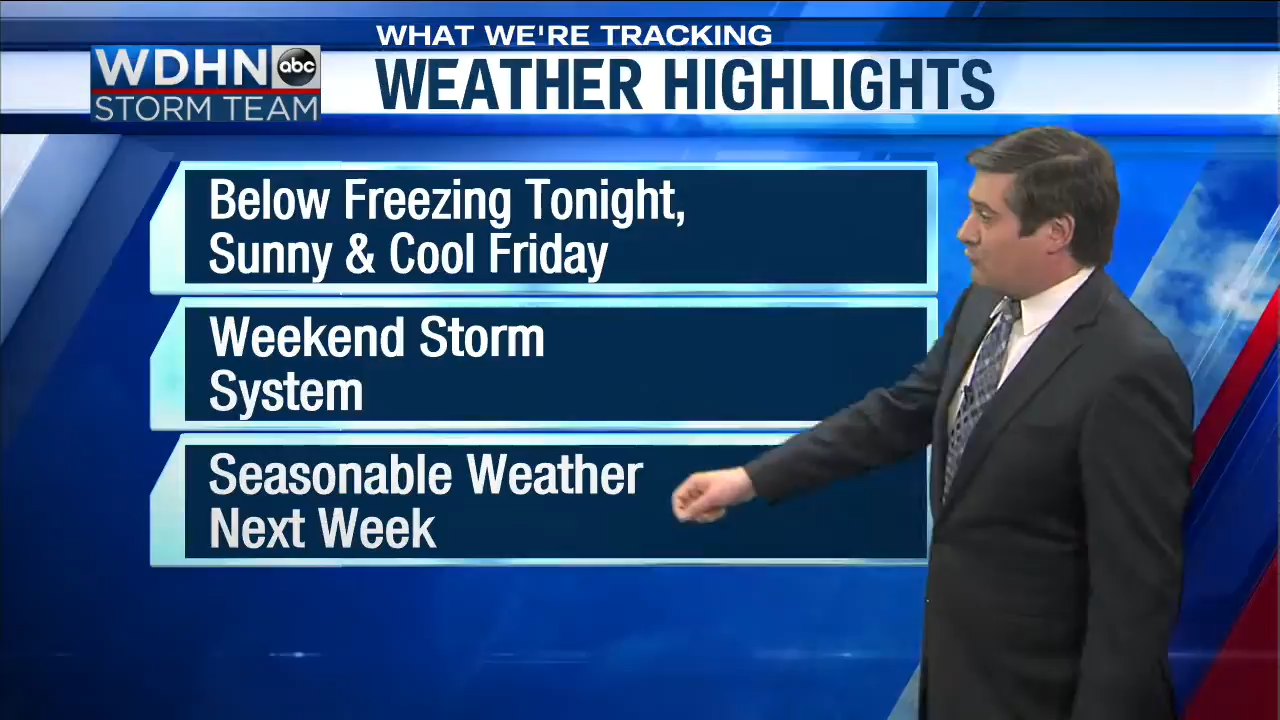 WHAT WE'RE TRACKING
WDHN abc
STORM TEAM
WEATHER HIGHLIGHTS
Below Freezing Tonight,
Sunny & Cool Friday
Weekend Storm
System
Seasonable Weather
Next Week